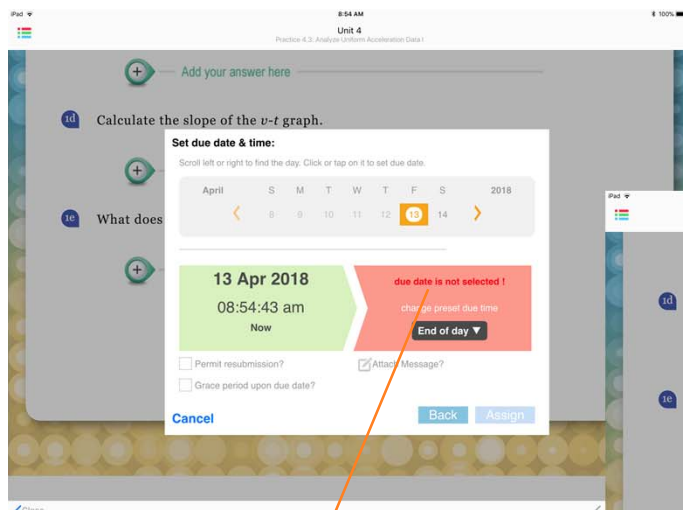 iPad
8:54 AM
100%
Unit 4
Practice 4.3: Analyze Uniform Acceleration Data I
Add your answer here
1d Calculate the slope of the v-t graph.
Set due date & time:
Scroll left or right to find the day. Click or tap on it to set due date.
April S M T W T F S 2018
8 9 10 11 12 13 14
1e What does
13 Apr 2018
08:54:43 am
Now
due date is not selected !
change preset due time
End of day ▼
Permit resubmission?
Attach Message?
Grace period upon due date?
Cancel
Back
Assign
iPad
1d
1e